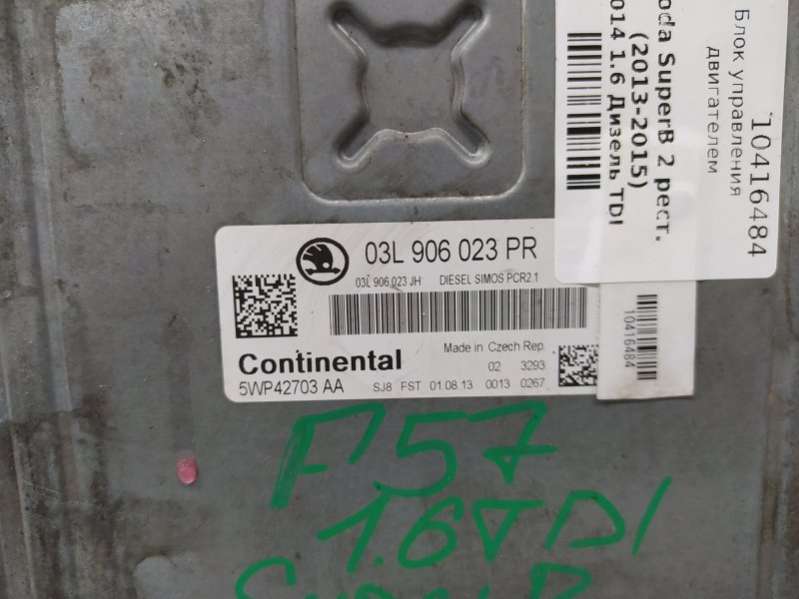 03L 906 023 PR
03L 906 023 JH DIESEL SIMOS PCR2.1
Made in Czech Rep
Continental
02 3293
5WP42703 AA SJ8 FST 01 08 13 0013 0267
10416484
Блок управления
двигателем
oda SuperB 2 рест.
(2013-2015)
014 1.6 Дизель TDI
10416484
F57
1.6TDI